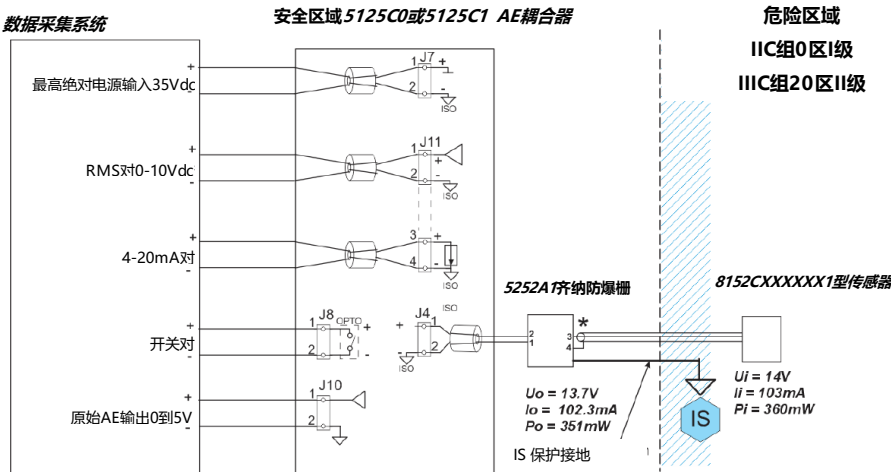 数据采集系统
安全区域5125C0或5125C1 AE耦合器
危险区域
IIC组0区I级
IIIC组20区II级
最高绝对电源输入35Vdc
+
-
J7
1
2
+
-
ISO
RMS对0-10Vdc
+
-
J11
1
2
+
-
ISO
4-20mA对
+
-
3
4
+
-
ISO
开关对
+
-
J8
1
2
OPTO
+
-
ISO
J4
+
-
1
2
ISO
5252A1齐纳防爆栅
2
1
3
4
*
8152CXXXXXX1型传感器
Uo = 13.7V
Io = 102.3mA
Po = 351mW
Ui = 14V
Ii = 103mA
Pi = 360mW
IS
IS 保护接地
原始AE输出0到5V
+
-
J10
1
2